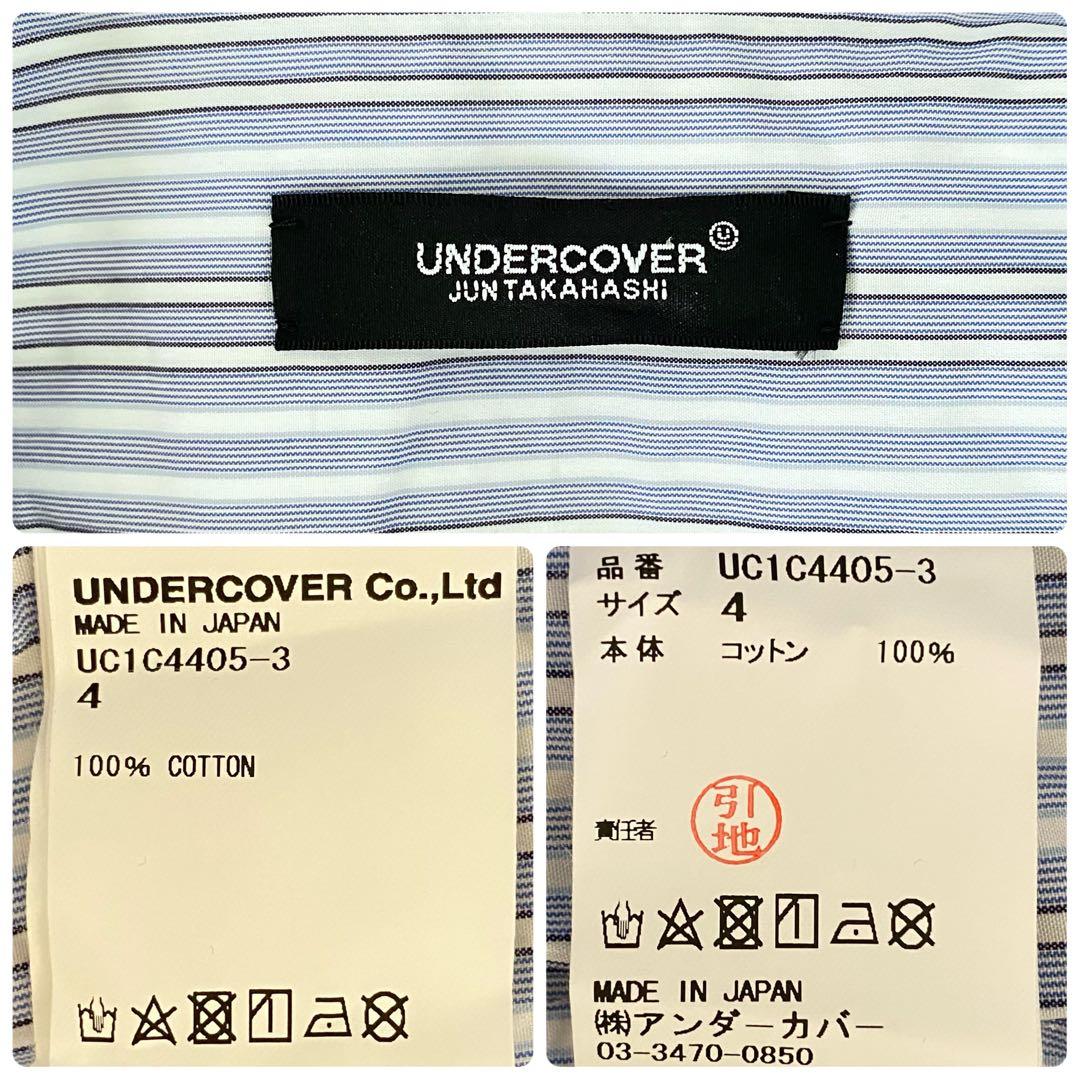 UNDERCOVER
JUNTAKAHASHI
UNDERCOVER Co.,Ltd
MADE IN JAPAN
UC1C4405-3
4
100% COTTON
品番 UC1C4405-3
サイズ 4
本体 コットン 100%
責任者 引地
MADE IN JAPAN
㈱アンダーカバー
03-3470-0850